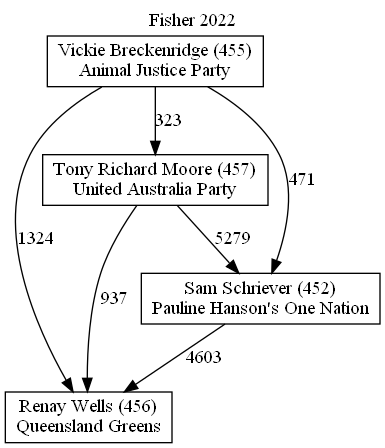 Fisher 2022
Vickie Breckenridge (455)
Animal Justice Party
323
Tony Richard Moore (457)
United Australia Party
471
1324
5279
937
Sam Schriever (452)
Pauline Hanson's One Nation
4603
Renay Wells (456)
Queensland Greens